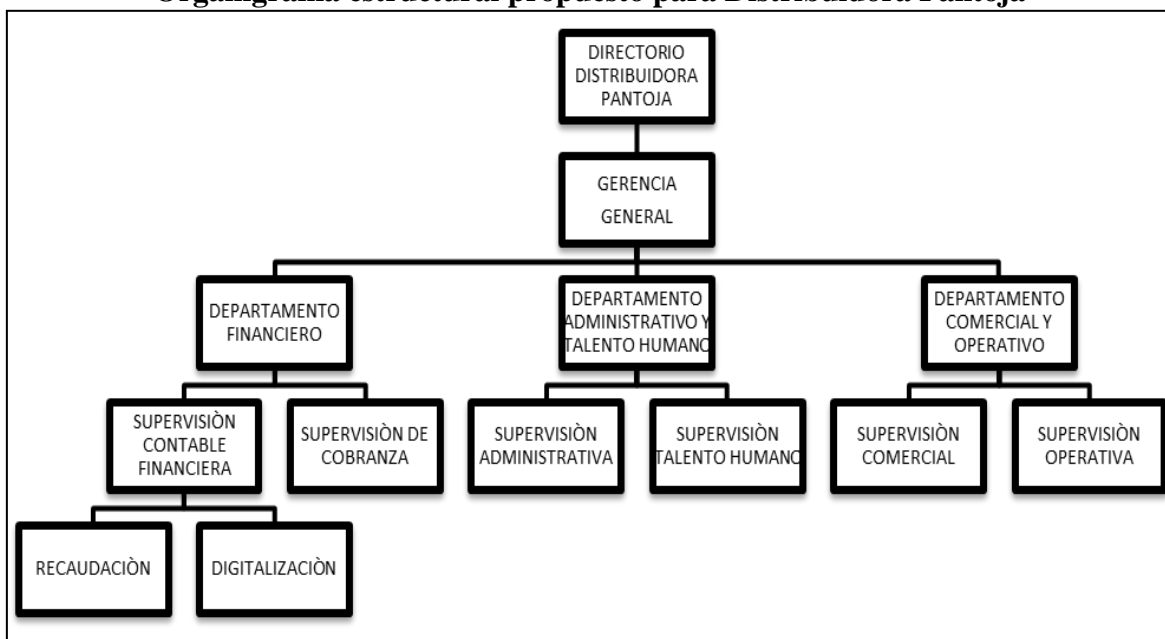 Organigrama estructural propuesto para Distribuidora Pantoja
DIRECTORIO
DISTRIBUIDORA
PANTOJA
GERENCIA
GENERAL
DEPARTAMENTO
FINANCIERO
DEPARTAMENTO
ADMINISTRATIVO Y
TALENTO HUMANO
DEPARTAMENTO
COMERCIAL Y
OPERATIVO
SUPERVISIÒN
CONTABLE
FINANCIERA
SUPERVISIÒN DE
COBRANZA
SUPERVISIÒN
ADMINISTRATIVA
SUPERVISIÒN
TALENTO HUMANO
SUPERVISIÒN
COMERCIAL
SUPERVISIÒN
OPERATIVA
RECAUDACIÒN
DIGITALIZACIÒN